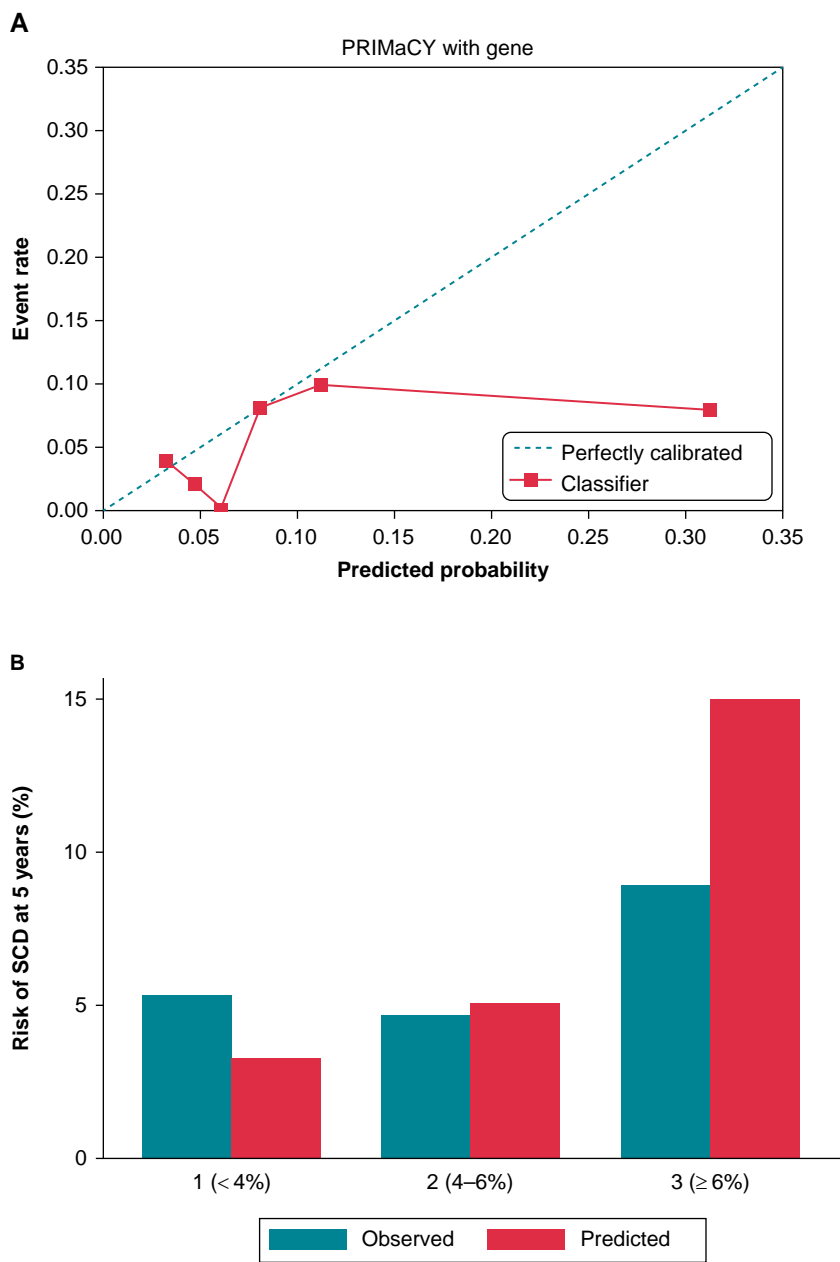 A
PRIMaCY with gene
0.35
0.30
0.25
0.20
0.15
0.10
0.05
0.00
Event rate
0.00 0.05 0.10 0.15 0.20 0.25 0.30 0.35
Predicted probability
Perfectly calibrated
Classifier
B
15
10
5
0
Risk of SCD at 5 years (%)
1 (< 4%) 2 (4–6%) 3 (≥ 6%)
Observed Predicted